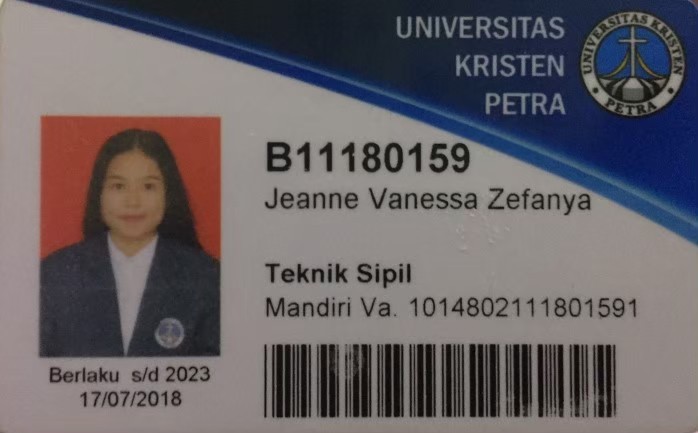 UNIVERSITAS
KRISTEN
PETRA
UNIVERSITAS KRISTEN
PETRA
B11180159
Jeanne Vanessa Zefanya
Teknik Sipil
Mandiri Va. 1014802111801591
Berlaku s/d 2023
17/07/2018